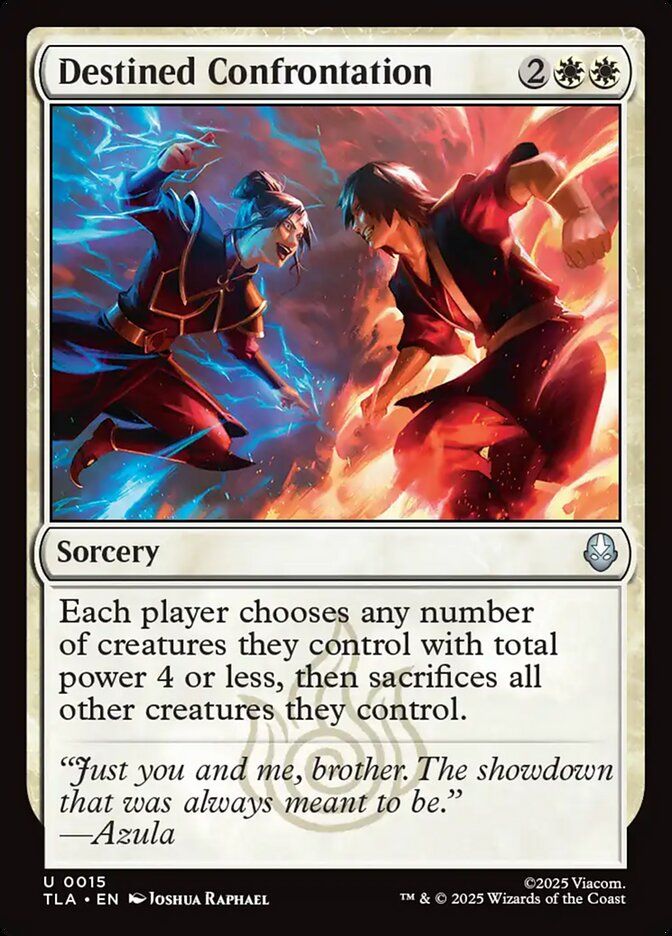 Destined Confrontation 2
Sorcery
Each player chooses any number
of creatures they control with total
power 4 or less, then sacrifices all
other creatures they control.
“Just you and me, brother. The showdown
that was always meant to be.”
—Azula
U 0015
©2025 Viacom.
TLA • EN Joshua Raphael
™ & © 2025 Wizards of the Coast